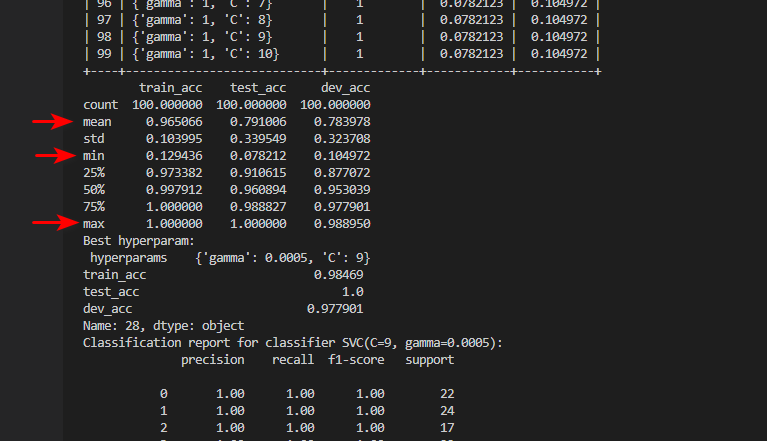 | 96 | {'gamma': 1, 'C': 7} | 1 | 0.0782123 | 0.104972 |
| 97 | {'gamma': 1, 'C': 8} | 1 | 0.0782123 | 0.104972 |
| 98 | {'gamma': 1, 'C': 9} | 1 | 0.0782123 | 0.104972 |
| 99 | {'gamma': 1, 'C': 10} | 1 | 0.0782123 | 0.104972 |
+----+--------------------------+------------+------------+-----------+
train_acc test_acc dev_acc
count 100.000000 100.000000 100.000000
mean 0.965066 0.791006 0.783978
std 0.103995 0.339549 0.323708
min 0.129436 0.078212 0.104972
25% 0.973382 0.910615 0.877072
50% 0.997912 0.960894 0.953039
75% 1.000000 0.988827 0.977901
max 1.000000 1.000000 0.988950
Best hyperparam:
hyperparams {'gamma': 0.0005, 'C': 9}
train_acc 0.98469
test_acc 1.0
dev_acc 0.977901
Name: 28, dtype: object
Classification report for classifier SVC(C=9, gamma=0.0005):
precision recall f1-score support
0 1.00 1.00 1.00 22
1 1.00 1.00 1.00 24
2 1.00 1.00 1.00 17